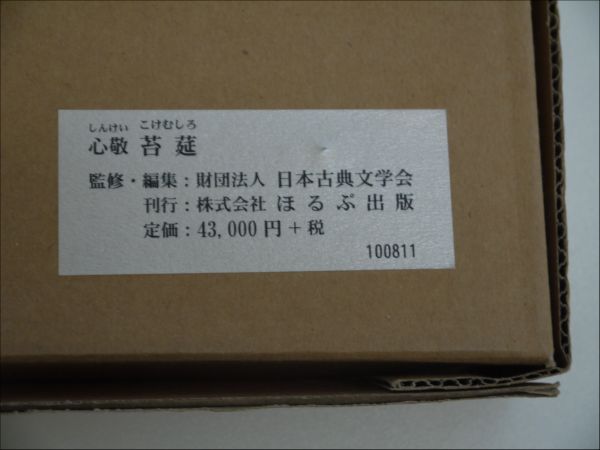 しんけい こけむしろ
心敬 苔莚
監修・編集：財団法人 日本古典文学会
刊行：株式会社 ほるぷ出版
定価：43,000円＋税
100811